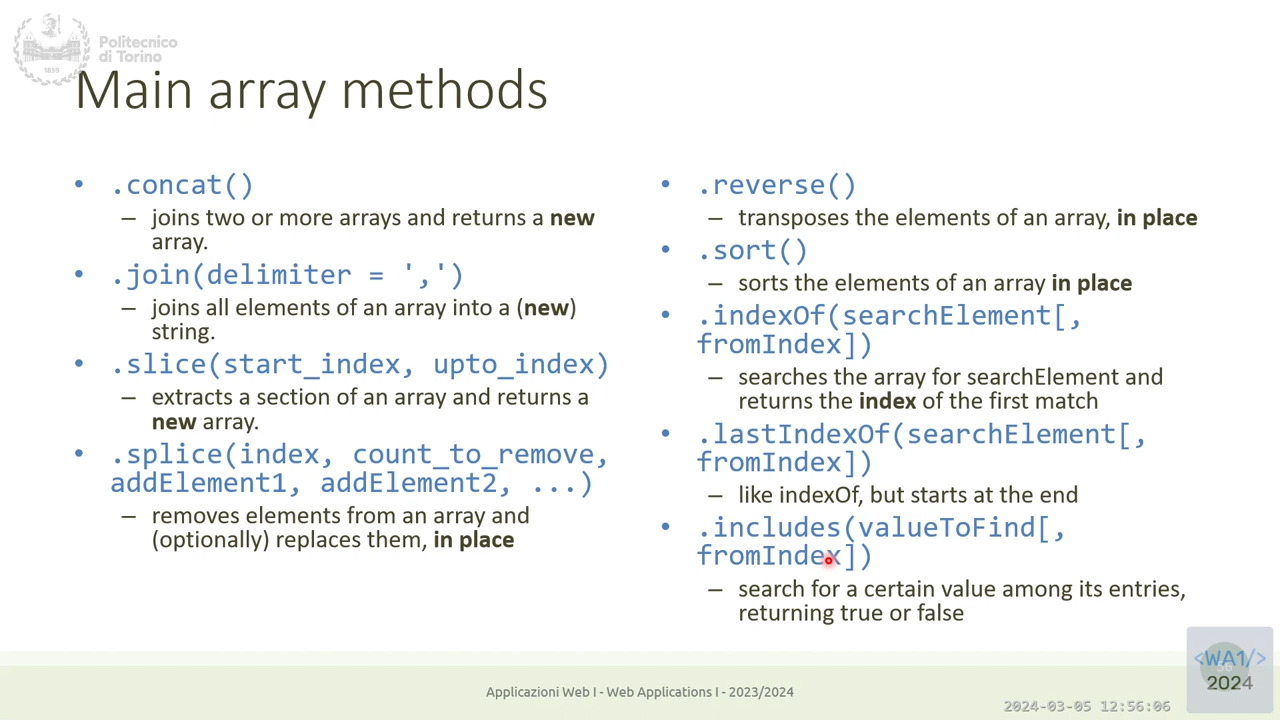 Politecnico
di Torino
1859
Main array methods
• .concat()
– joins two or more arrays and returns a new
array.
• .join(delimiter = ',')
– joins all elements of an array into a (new)
string.
• .slice(start_index, upto_index)
– extracts a section of an array and returns a
new array.
• .splice(index, count_to_remove,
addElement1, addElement2, ...)
– removes elements from an array and
(optionally) replaces them, in place
• .reverse()
– transposes the elements of an array, in place
• .sort()
– sorts the elements of an array in place
• .indexOf(searchElement[,
fromIndex])
– searches the array for searchElement and
returns the index of the first match
• .lastIndexOf(searchElement[,
fromIndex])
– like indexOf, but starts at the end
• .includes(valueToFind[,
fromIndex])
– search for a certain value among its entries,
returning true or false
Applicazioni Web I - Web Applications I - 2023/2024
<WA1/>
2024
2024-03-05 12:56:06